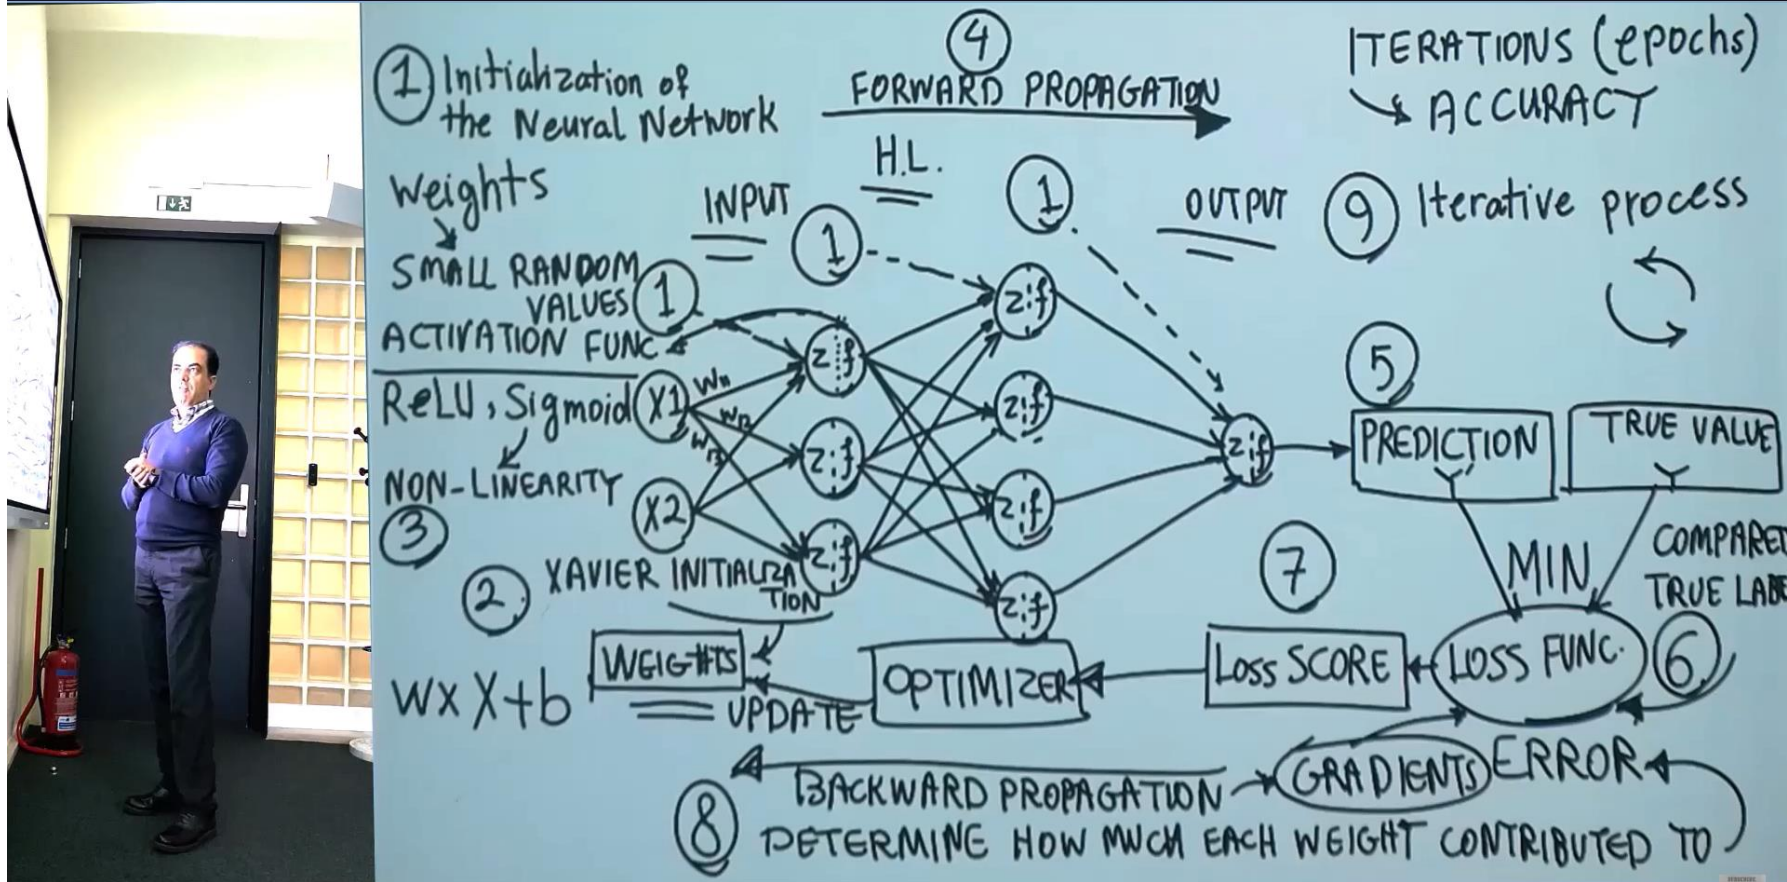 1 Initialization of
the Neural Network
Weights
SMALL RANDOM
VALUES
1
ACTIVATION FUNC
ReLU, Sigmoid
NON-LINEARITY
3
2 XAVIER INITIALIZA
TION
WEIGHTS
UPDATE
wx X+b
4
FORWARD PROPAGATION
INPUT
H.L.
OUTPUT
1
1
X1
X2
W11
W12
W13
z:f
z:f
z:f
z:f
z:f
z:f
z:f
z:f
ITERATIONS (epochs)
ACCURACY
9 Iterative process
5
PREDICTION
Y'
TRUE VALUE
Y
MIN
COMPARED
TRUE LABE
LOSS FUNC.
6
7
LOSS SCORE
OPTIMIZER
BACKWARD PROPAGATION
GRADIENTS
ERROR
8
DETERMINE HOW MUCH EACH WEIGHT CONTRIBUTED TO